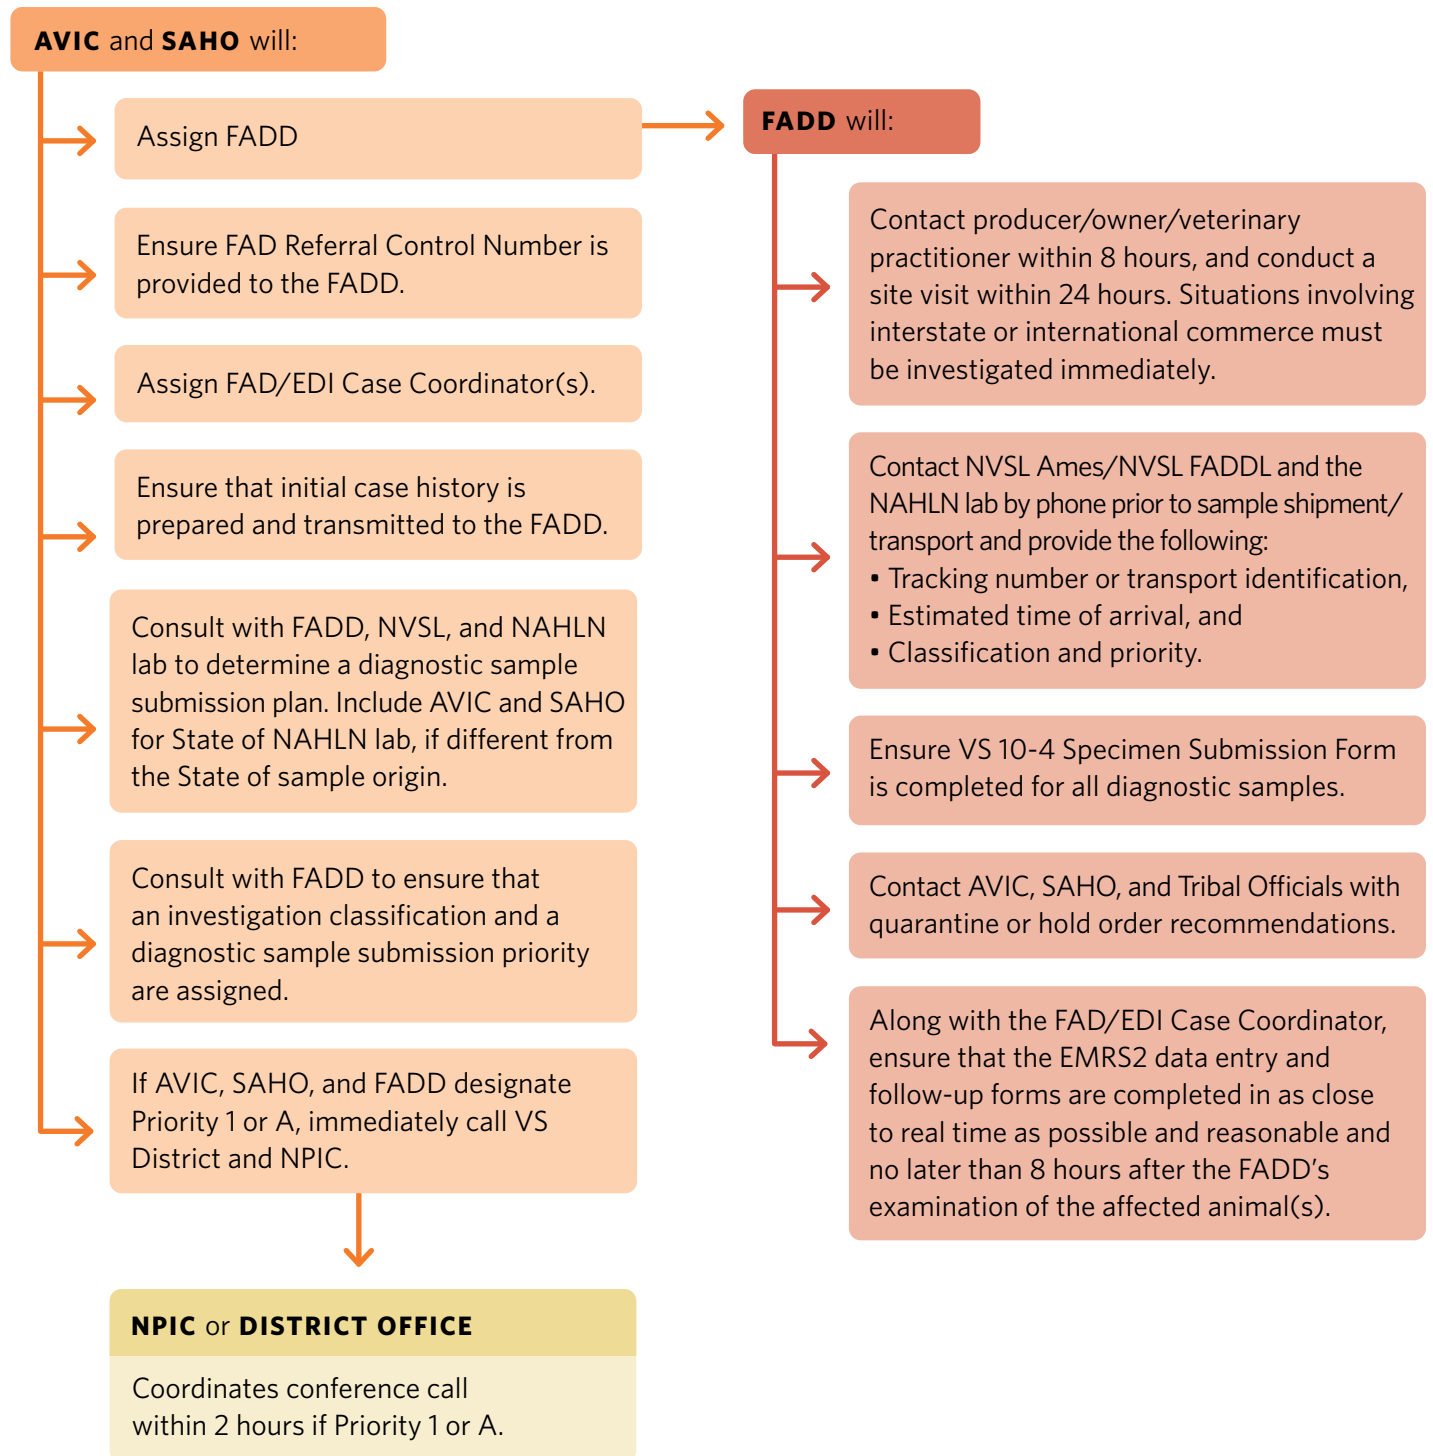 AVIC and SAHO will:
Assign FADD
Ensure FAD Referral Control Number is
provided to the FADD.
Assign FAD/EDI Case Coordinator(s).
Ensure that initial case history is
prepared and transmitted to the FADD.
Consult with FADD, NVSL, and NAHLN
lab to determine a diagnostic sample
submission plan. Include AVIC and SAHO
for State of NAHLN lab, if different from
the State of sample origin.
Consult with FADD to ensure that
an investigation classification and a
diagnostic sample submission priority
are assigned.
If AVIC, SAHO, and FADD designate
Priority 1 or A, immediately call VS
District and NPIC.
NPIC or DISTRICT OFFICE
Coordinates conference call
within 2 hours if Priority 1 or A.
FADD will:
Contact producer/owner/veterinary
practitioner within 8 hours, and conduct a
site visit within 24 hours. Situations involving
interstate or international commerce must
be investigated immediately.
Contact NVSL Ames/NVSL FADDL and the
NAHLN lab by phone prior to sample shipment/
transport and provide the following:
• Tracking number or transport identification,
• Estimated time of arrival, and
• Classification and priority.
Ensure VS 10-4 Specimen Submission Form
is completed for all diagnostic samples.
Contact AVIC, SAHO, and Tribal Officials with
quarantine or hold order recommendations.
Along with the FAD/EDI Case Coordinator,
ensure that the EMRS2 data entry and
follow-up forms are completed in as close
to real time as possible and reasonable and
no later than 8 hours after the FADD's
examination of the affected animal(s).